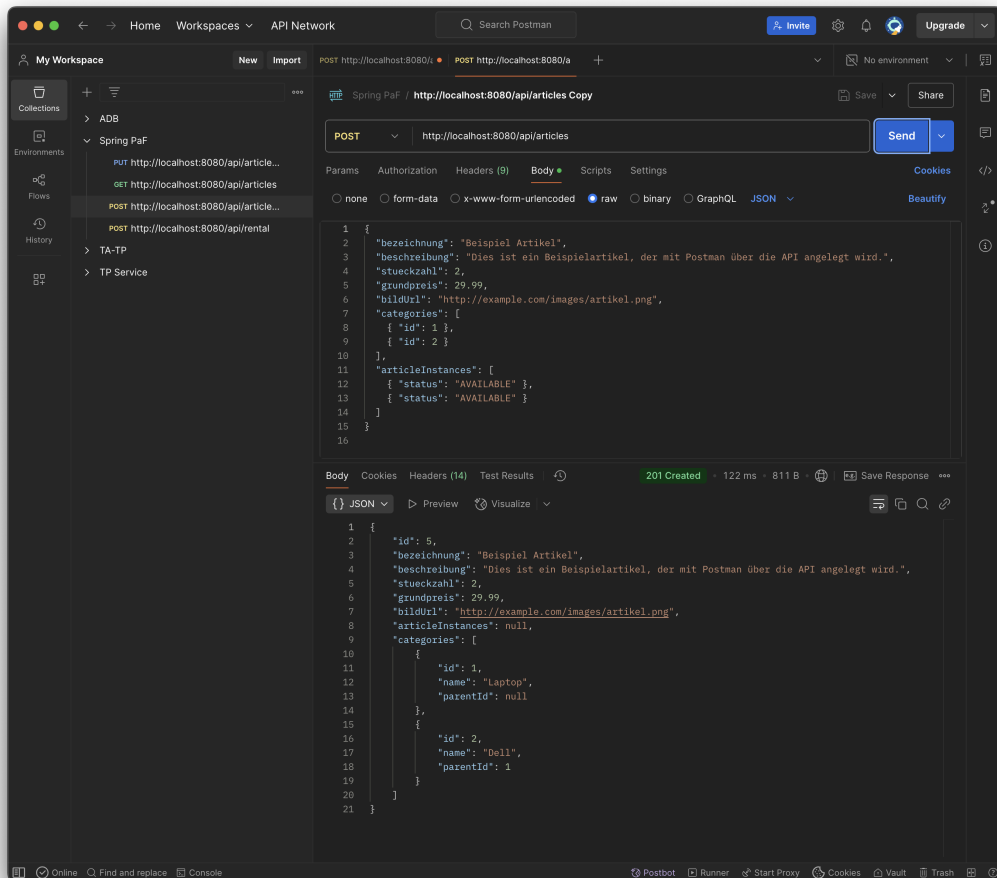 Home Workspaces API Network Search Postman Invite Upgrade
My Workspace New Import POST http://localhost:8080/a POST http://localhost:8080/a No environment
Collections
Environments
Flows
History
ADB
Spring PaF
PUT http://localhost:8080/api/article...
GET http://localhost:8080/api/articles
POST http://localhost:8080/api/article...
POST http://localhost:8080/api/rental
TA-TP
TP Service
HTTP Spring PaF / http://localhost:8080/api/articles Copy Save Share
POST http://localhost:8080/api/articles Send
Params Authorization Headers (9) Body Scripts Settings Cookies
none form-data x-www-form-urlencoded raw binary GraphQL JSON Beautify
1 {
2 "bezeichnung": "Beispiel Artikel",
3 "beschreibung": "Dies ist ein Beispielartikel, der mit Postman über die API angelegt wird.",
4 "stueckzahl": 2,
5 "grundpreis": 29.99,
6 "bildUrl": "http://example.com/images/artikel.png",
7 "categories": [
8 { "id": 1 },
9 { "id": 2 }
10 ],
11 "articleInstances": [
12 { "status": "AVAILABLE" },
13 { "status": "AVAILABLE" }
14 ]
15 }
16
Body Cookies Headers (14) Test Results 201 Created 122 ms 811 B Save Response
{} JSON Preview Visualize
1 {
2 "id": 5,
3 "bezeichnung": "Beispiel Artikel",
4 "beschreibung": "Dies ist ein Beispielartikel, der mit Postman über die API angelegt wird.",
5 "stueckzahl": 2,
6 "grundpreis": 29.99,
7 "bildUrl": "http://example.com/images/artikel.png",
8 "articleInstances": null,
9 "categories": [
10 {
11 "id": 1,
12 "name": "Laptop",
13 "parentId": null
14 },
15 {
16 "id": 2,
17 "name": "Dell",
18 "parentId": 1
19 }
20 ]
21 }
Online Find and replace Console Postbot Runner Start Proxy Cookies Vault Trash